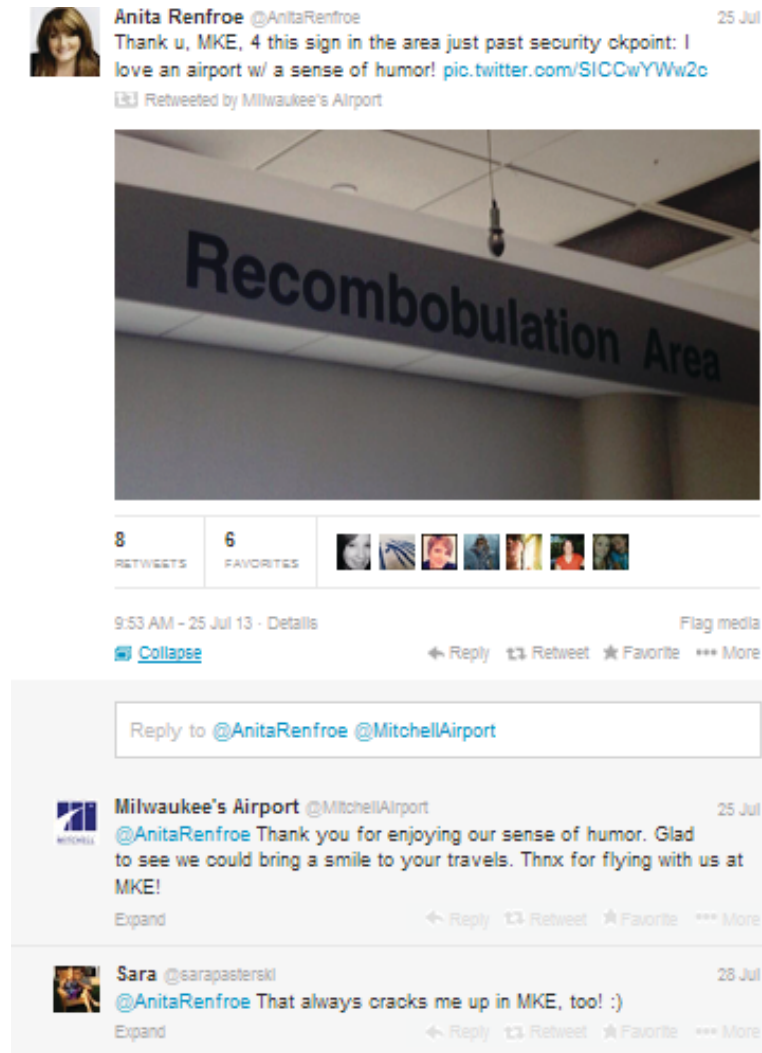 Anita Renfroe @AnitaRenfroe 25 Jul
Thank u, MKE, 4 this sign in the area just past security ckpoint: I
love an airport w/ a sense of humor! pic.twitter.com/SICCwYWw2c
Retweeted by Milwaukee's Airport
Recombobulation Area
8 6
RETWEETS FAVORITES
9:53 AM - 25 Jul 13 · Details Flag media
Collapse Reply Retweet Favorite More
Reply to @AnitaRenfroe @MitchellAirport
Milwaukee's Airport @MitchellAirport 25 Jul
@AnitaRenfroe Thank you for enjoying our sense of humor. Glad
to see we could bring a smile to your travels. Thnx for flying with us at
MKE!
MITCHELL
Expand Reply Retweet Favorite More
Sara @sarapasterski 28 Jul
@AnitaRenfroe That always cracks me up in MKE, too! :)
Expand Reply Retweet Favorite More